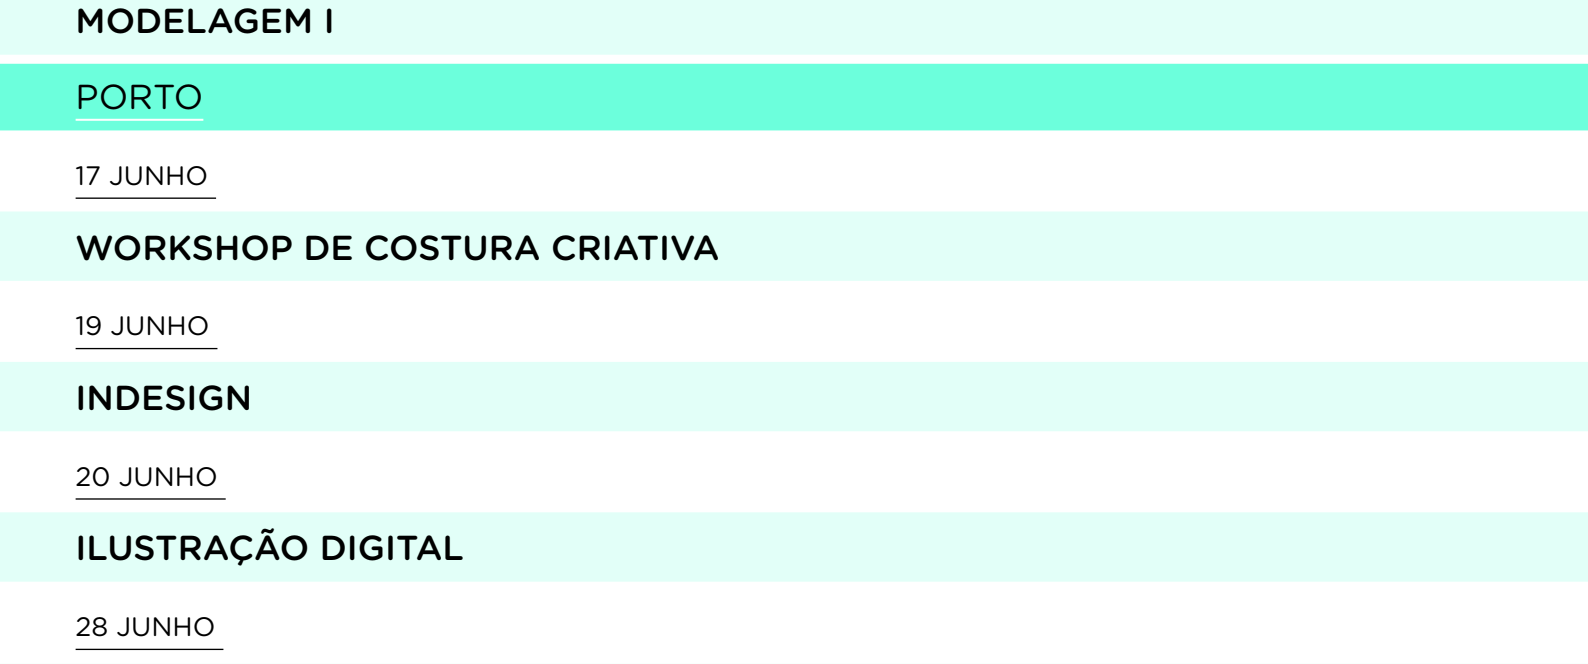 MODELAGEM I
PORTO
17 JUNHO
WORKSHOP DE COSTURA CRIATIVA
19 JUNHO
INDESIGN
20 JUNHO
ILUSTRAÇÃO DIGITAL
28 JUNHO